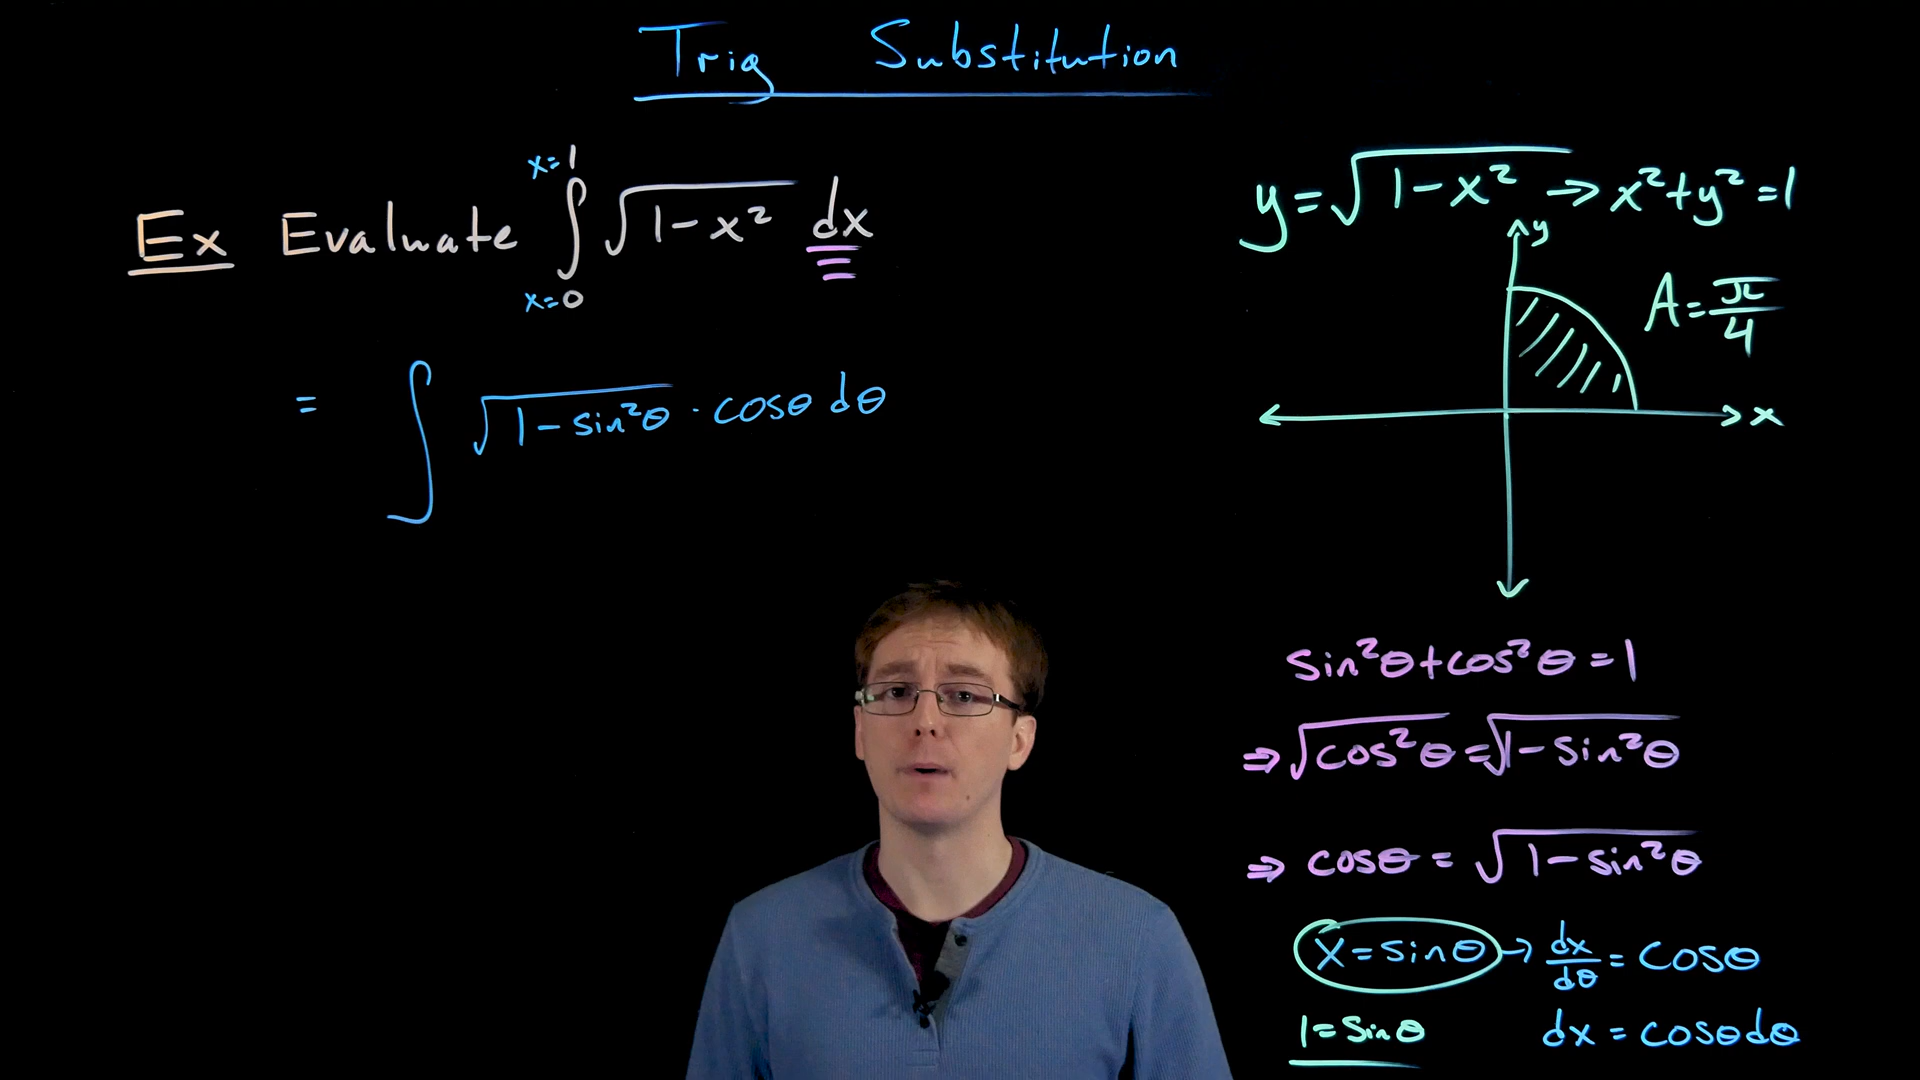 Trig Substitution
Ex Evaluate ∫_{x=0}^{x=1} √(1-x²) dx
= ∫ √(1-sin²θ) · cosθ dθ
y=√(1-x²) → x²+y²=1
y
A=π/4
x
sin²θ+cos²θ=1
⇒ √(cos²θ) = √(1-sin²θ)
⇒ cosθ = √(1-sin²θ)
x=sinθ → dx/dθ = cosθ
1=sinθ dx = cosθdθ